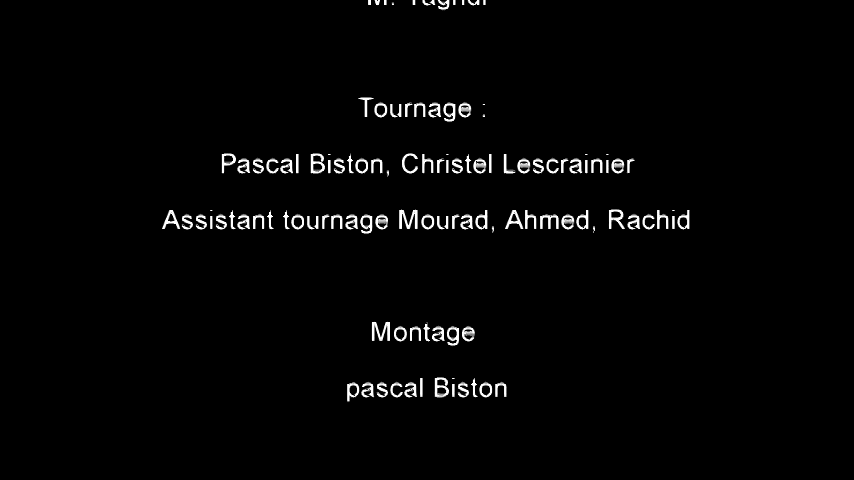 Tournage :
Pascal Biston, Christel Lescrainier
Assistant tournage Mourad, Ahmed, Rachid
Montage
pascal Biston